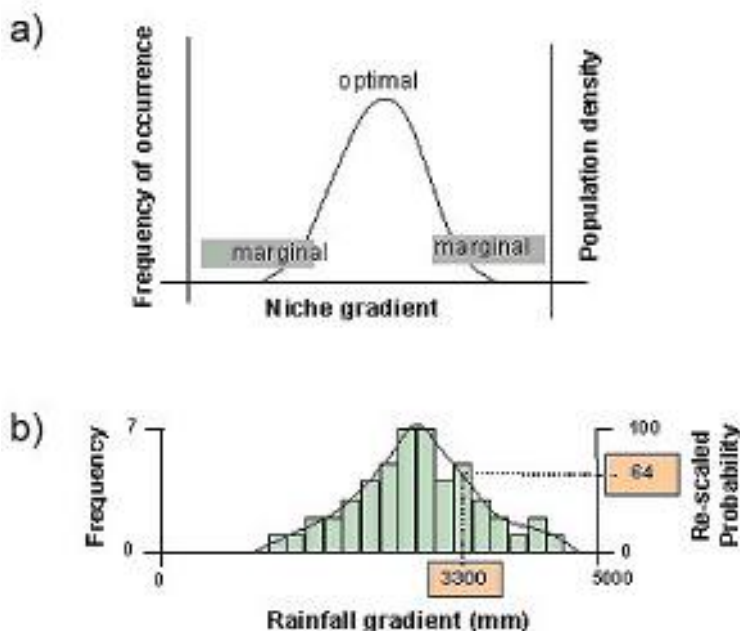 a)
Frequency of occurrence
optimal
Population density
marginal
marginal
Niche gradient
b)
Frequency
7
100
Re-scaled
Probability
64
0
0
0
3300
5000
Rainfall gradient (mm)